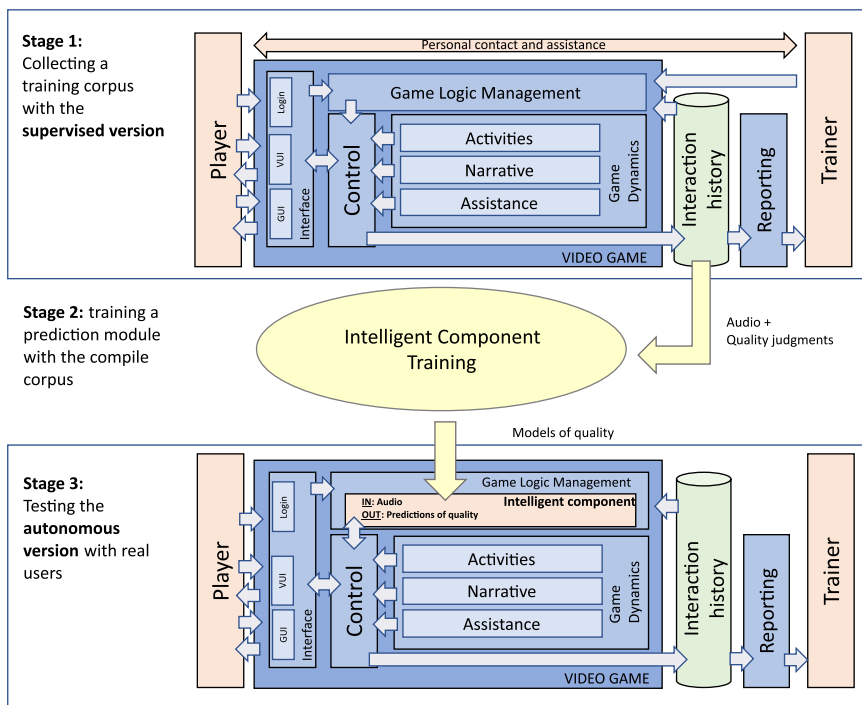 Stage 1:
Collecting a
training corpus
with the
supervised version
Player
Personal contact and assistance
Login
VUI
GUI
Interface
Game Logic Management
Control
Activities
Narrative
Assistance
Game
Dynamics
VIDEO GAME
Interaction
history
Reporting
Trainer
Stage 2: training a
prediction module
with the compile
corpus
Intelligent Component
Training
Audio +
Quality judgments
Models of quality
Stage 3:
Testing the
autonomous
version with real
users
Player
Login
VUI
GUI
Interface
Game Logic Management
IN: Audio
Intelligent component
OUT: Predictions of quality
Control
Activities
Narrative
Assistance
Game
Dynamics
VIDEO GAME
Interaction
history
Reporting
Trainer